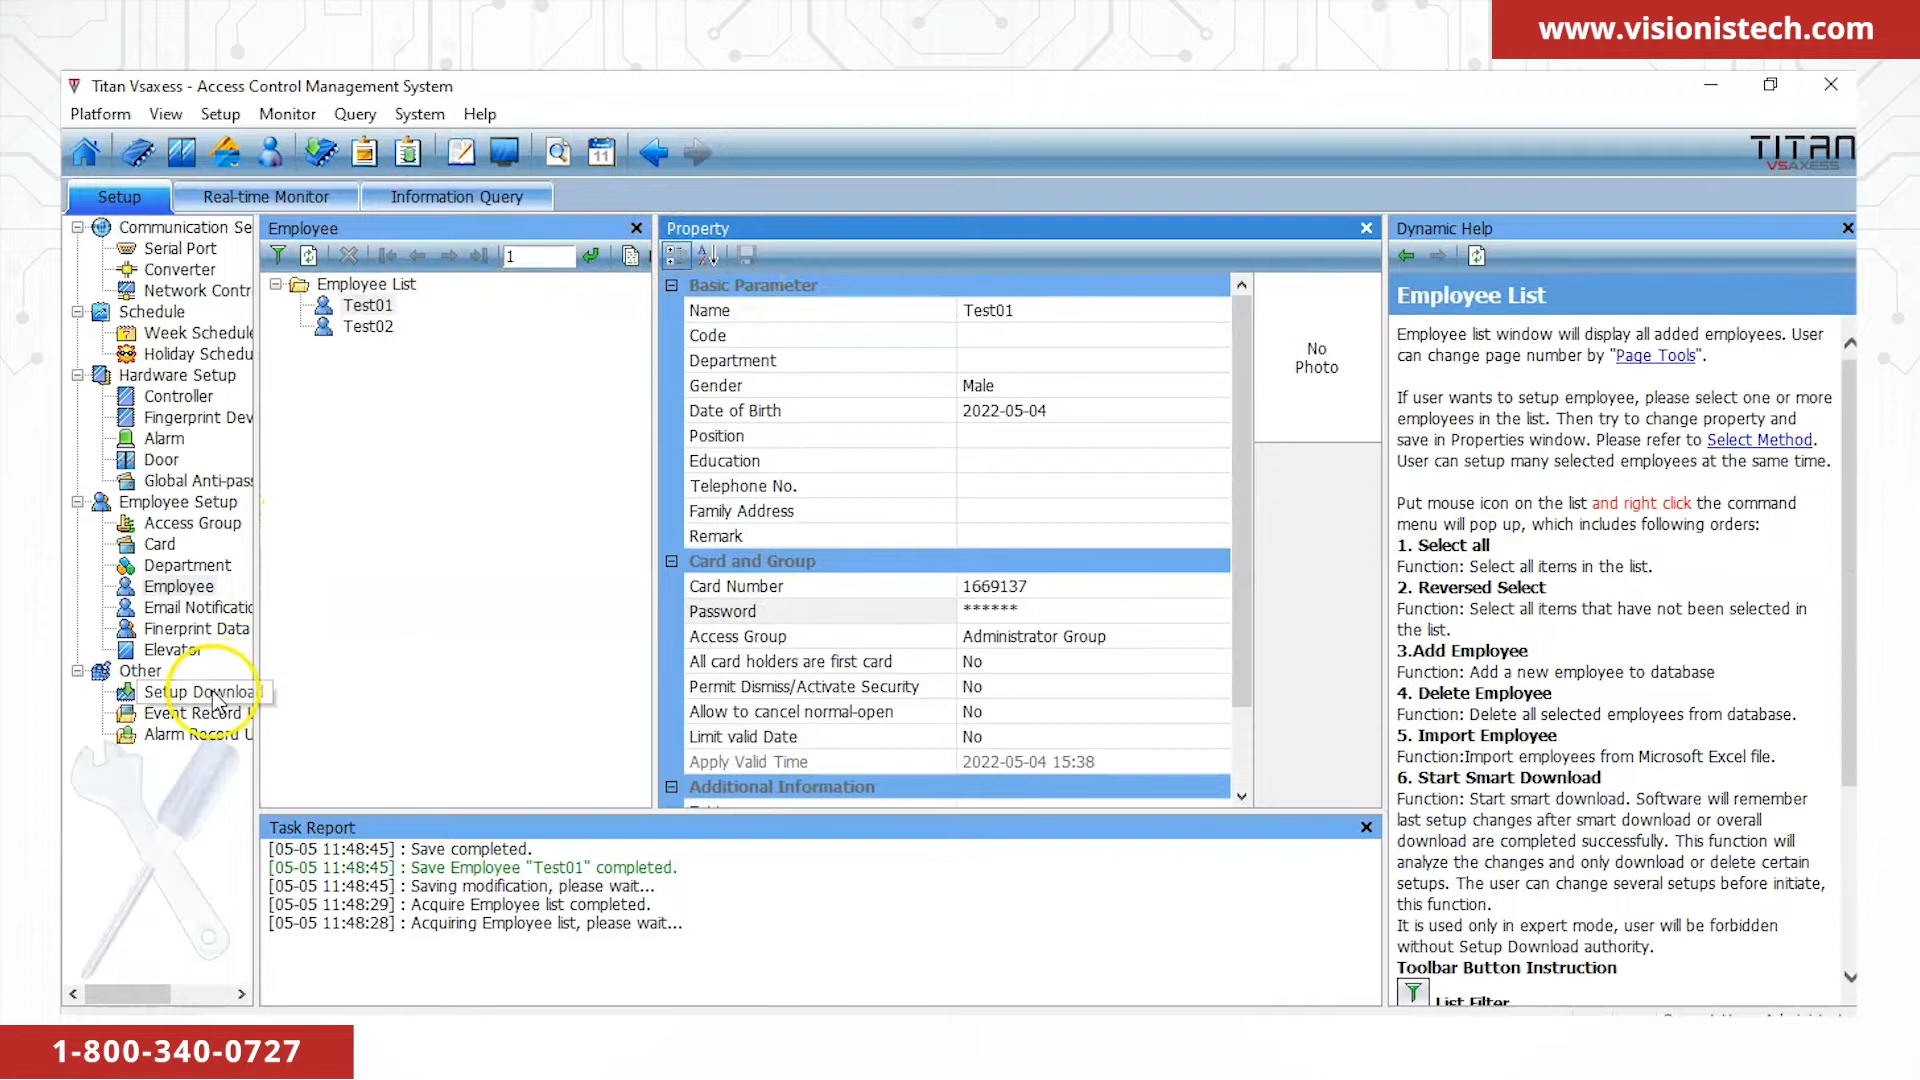 www.visionistech.com
Titan Vsaxess - Access Control Management System
Platform View Setup Monitor Query System Help
11
TITAN
VSAXESS
Setup Real-time Monitor Information Query
Communication Se
Serial Port
Converter
Network Contr
Schedule
Week Schedule
Holiday Schedu
Hardware Setup
Controller
Fingerprint Dev
Alarm
Door
Global Anti-pass
Employee Setup
Access Group
Card
Department
Employee
Email Notificatio
Finerprint Data
Elevator
Other
Setup Download
Event Record U
Alarm Record U
Employee
1
Employee List
Test01
Test02
Property
Basic Parameter
Name Test01
Code
Department
Gender Male
Date of Birth 2022-05-04
Position
Education
Telephone No.
Family Address
Remark
Card and Group
Card Number 1669137
Password ******
Access Group Administrator Group
All card holders are first card No
Permit Dismiss/Activate Security No
Allow to cancel normal-open No
Limit valid Date No
Apply Valid Time 2022-05-04 15:38
Additional Information
No
Photo
Task Report
[05-05 11:48:45] : Save completed.
[05-05 11:48:45] : Save Employee "Test01" completed.
[05-05 11:48:45] : Saving modification, please wait...
[05-05 11:48:29] : Acquire Employee list completed.
[05-05 11:48:28] : Acquiring Employee list, please wait...
Dynamic Help
Employee List
Employee list window will display all added employees. User
can change page number by "Page Tools".
If user wants to setup employee, please select one or more
employees in the list. Then try to change property and
save in Properties window. Please refer to Select Method.
User can setup many selected employees at the same time.
Put mouse icon on the list and right click the command
menu will pop up, which includes following orders:
1. Select all
Function: Select all items in the list.
2. Reversed Select
Function: Select all items that have not been selected in
the list.
3.Add Employee
Function: Add a new employee to database
4. Delete Employee
Function: Delete all selected employees from database.
5. Import Employee
Function:Import employees from Microsoft Excel file.
6. Start Smart Download
Function: Start smart download. Software will remember
last setup changes after smart download or overall
download are completed successfully. This function will
analyze the changes and only download or delete certain
setups. The user can change several setups before initiate,
this function.
It is used only in expert mode, user will be forbidden
without Setup Download authority.
Toolbar Button Instruction
List Filter
1-800-340-0727